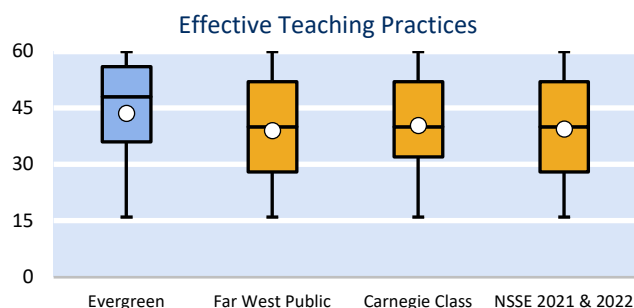 Effective Teaching Practices
60
45
30
15
0
Evergreen Far West Public Carnegie Class NSSE 2021 & 2022